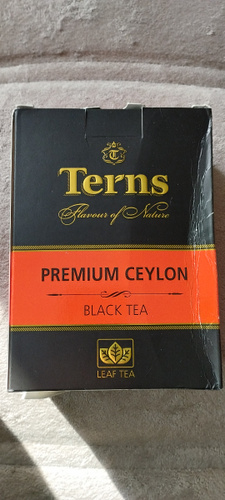 T
Terns
Flavour of Nature
PREMIUM CEYLON
BLACK TEA
LEAF TEA